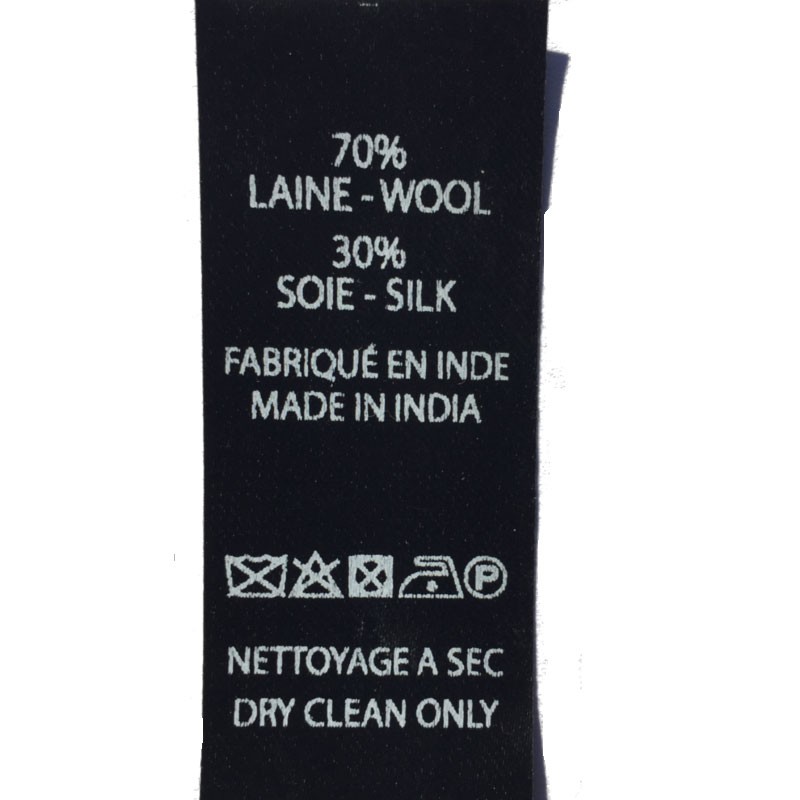 70%
LAINE - WOOL
30%
SOIE - SILK
FABRIQUÉ EN INDE
MADE IN INDIA
P
NETTOYAGE A SEC
DRY CLEAN ONLY